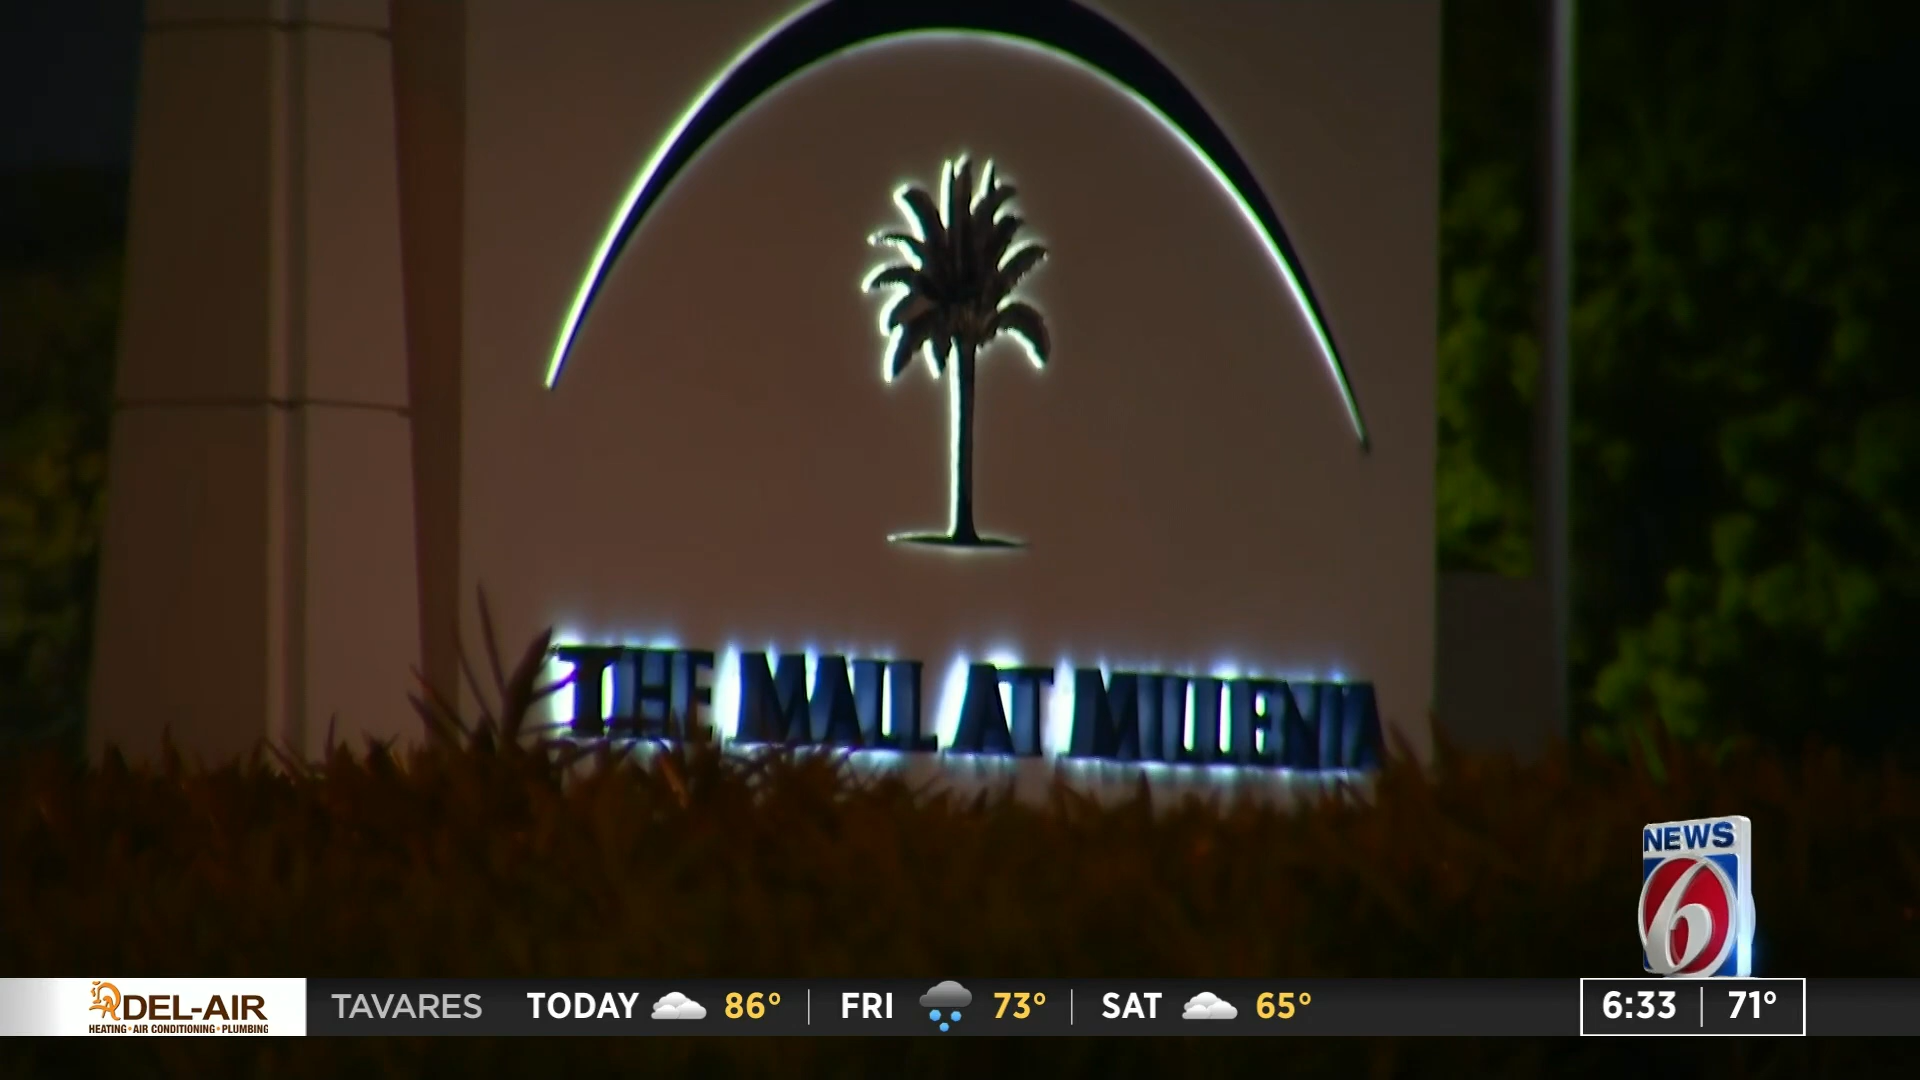 THE MALL AT MILLENIA
NEWS
6
DEL-AIR
HEATING•AIR CONDITIONING•PLUMBING
TAVARES TODAY 86° FRI 73° SAT 65°
6:33 71°